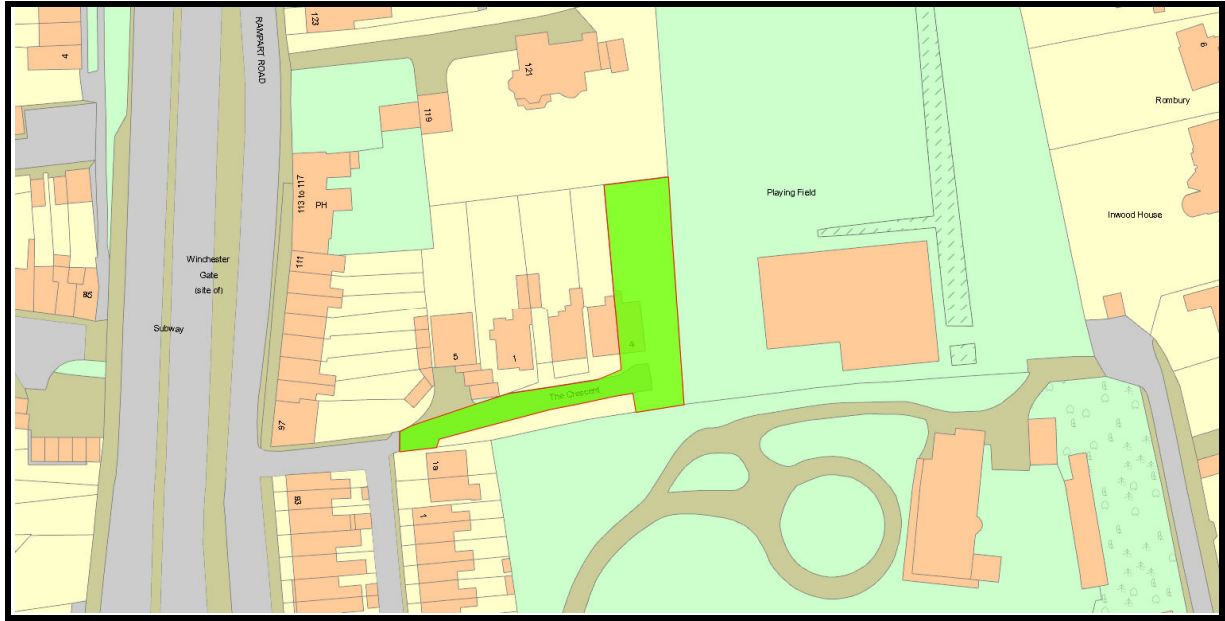 RAMPART ROAD
123
4
121
119
6
Rombury
113 to 117
PH
Playing Field
Inwood House
Winchester
Gate
(site of)
111
85
Subway
5
1
4
The Crescent
97
1a
93
1